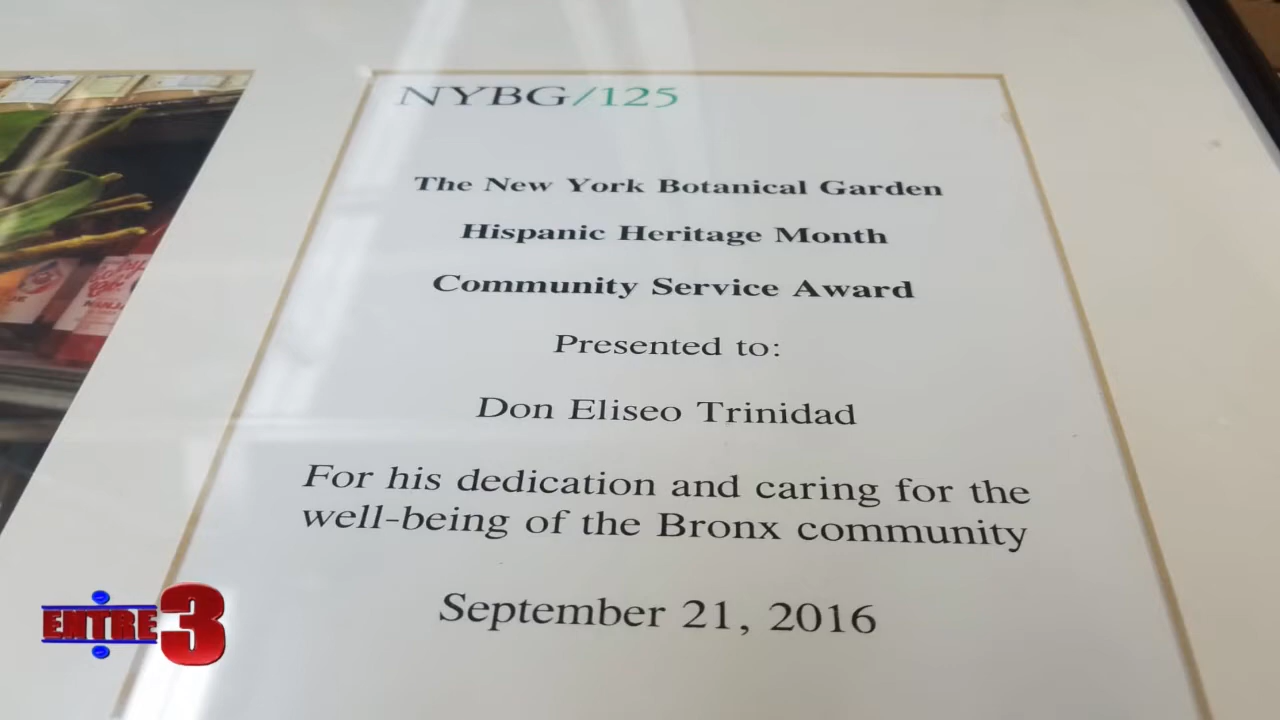 NYBG/125
The New York Botanical Garden
Hispanic Heritage Month
Community Service Award
Presented to:
Don Eliseo Trinidad
For his dedication and caring for the
well-being of the Bronx community
September 21, 2016
ENTRE 3